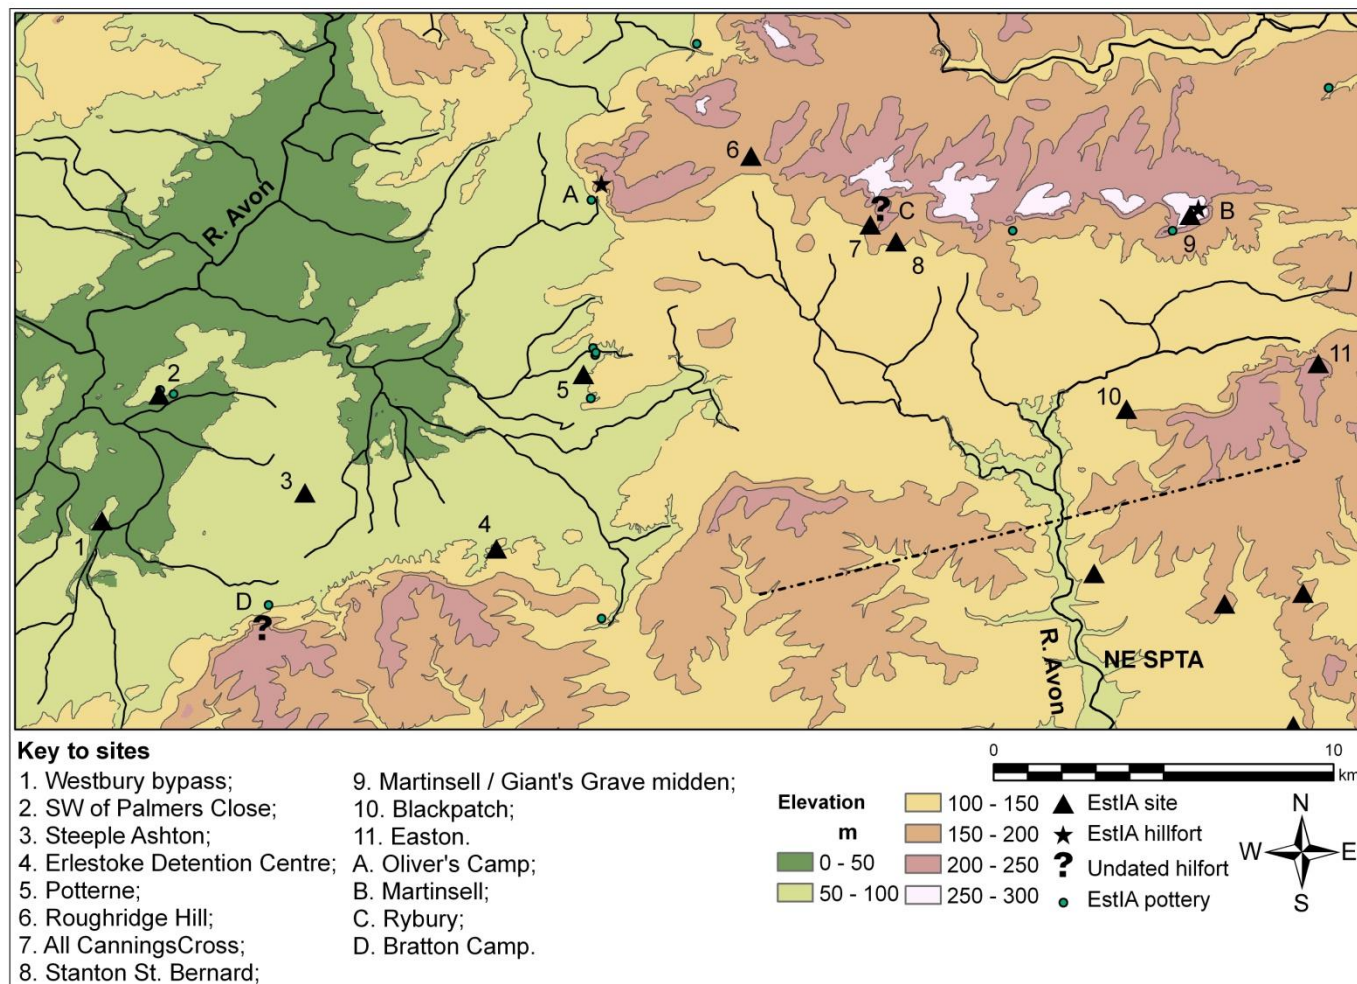 R. Avon
A
6
C
7
8
B
9
2
5
10
11
3
1
4
D
R. Avon
NE SPTA
Key to sites
1. Westbury bypass;
2. SW of Palmers Close;
3. Steeple Ashton;
4. Erlestoke Detention Centre;
5. Potterne;
6. Roughridge Hill;
7. All CanningsCross;
8. Stanton St. Bernard;
9. Martinsell / Giant's Grave midden;
10. Blackpatch;
11. Easton.
A. Oliver's Camp;
B. Martinsell;
C. Rybury;
D. Bratton Camp.
0 10
km
Elevation
m
0 - 50
50 - 100
100 - 150
150 - 200
200 - 250
250 - 300
EstIA site
EstIA hillfort
? Undated hilfort
EstIA pottery
N
W E
S